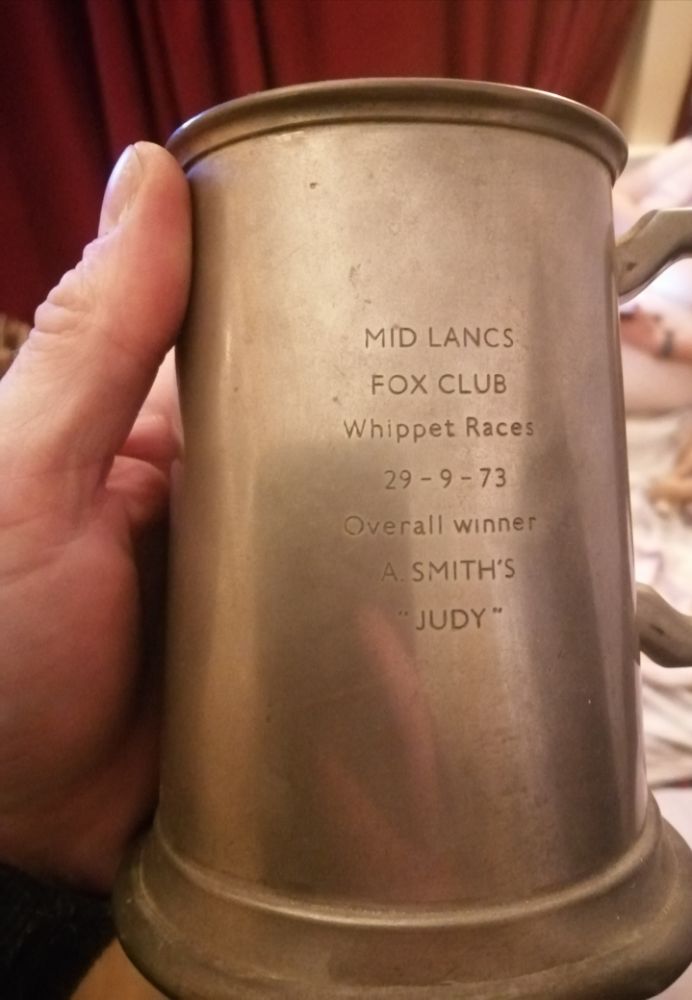 MID LANCS
FOX CLUB
Whippet Races
29-9-73
Overall winner
A. SMITH'S
"JUDY"